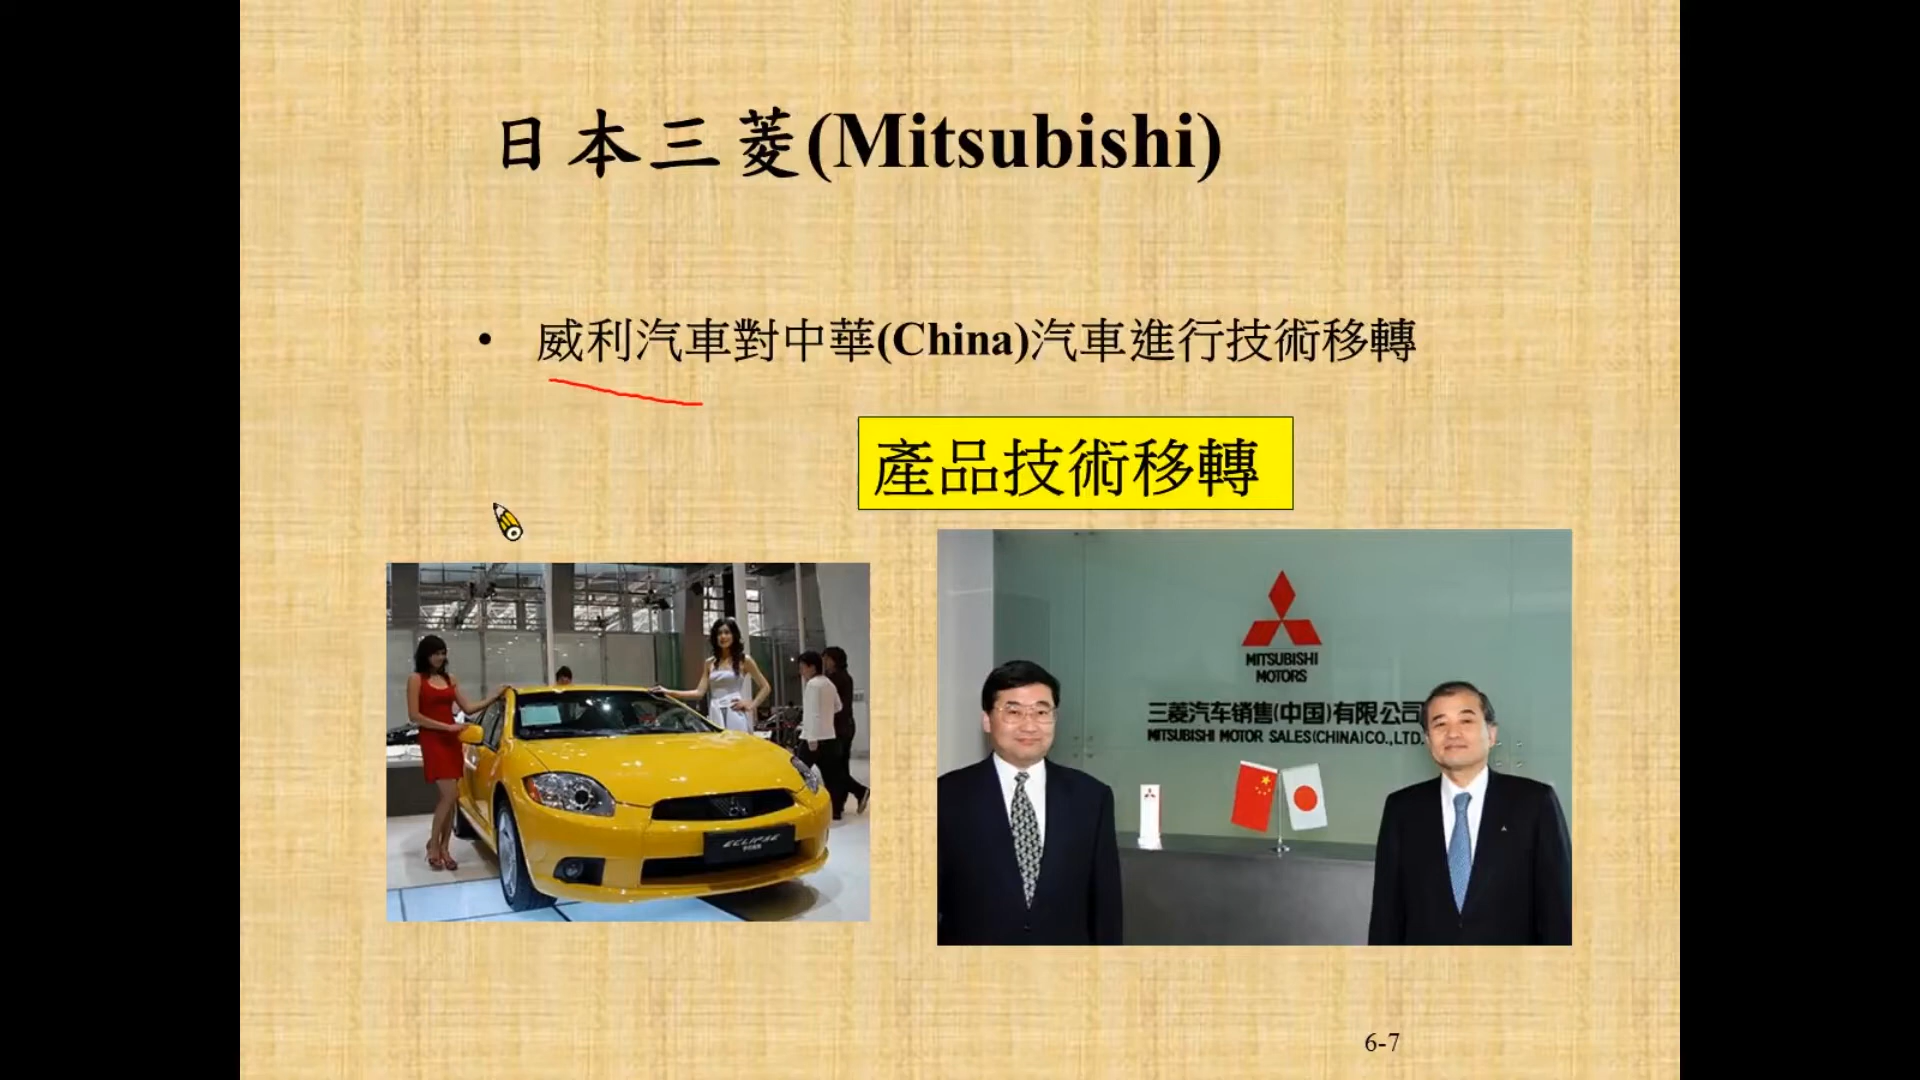 日本三菱(Mitsubishi)
• 威利汽車對中華(China)汽車進行技術移轉
產品技術移轉
ECLIPSE
MITSUBISHI
MOTORS
三菱汽车销售(中国)有限公司
MITSUBISHI MOTOR SALES(CHINA)CO.,LTD.
6-7